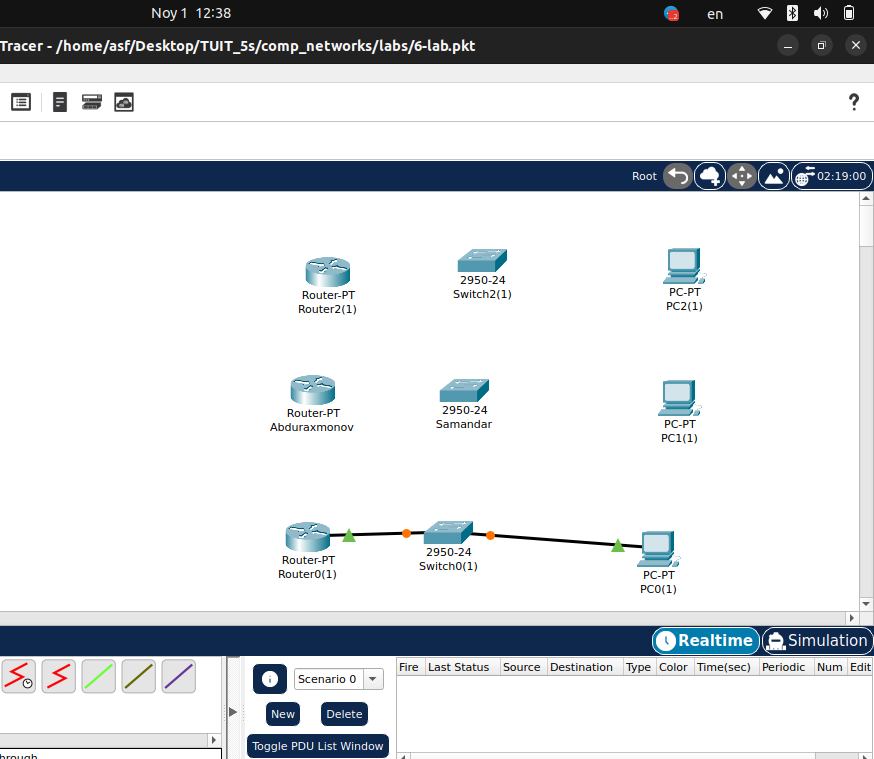 Noy 1 12:38
en
Tracer - /home/asf/Desktop/TUIT_5s/comp_networks/labs/6-lab.pkt
?
Root
02:19:00
Router-PT
Router2(1)
2950-24
Switch2(1)
PC-PT
PC2(1)
Router-PT
Abduraxmonov
2950-24
Samandar
PC-PT
PC1(1)
Router-PT
Router0(1)
2950-24
Switch0(1)
PC-PT
PC0(1)
Realtime
Simulation
Scenario 0
New
Delete
Toggle PDU List Window
Fire Last Status Source Destination Type Color Time(sec) Periodic Num Edit